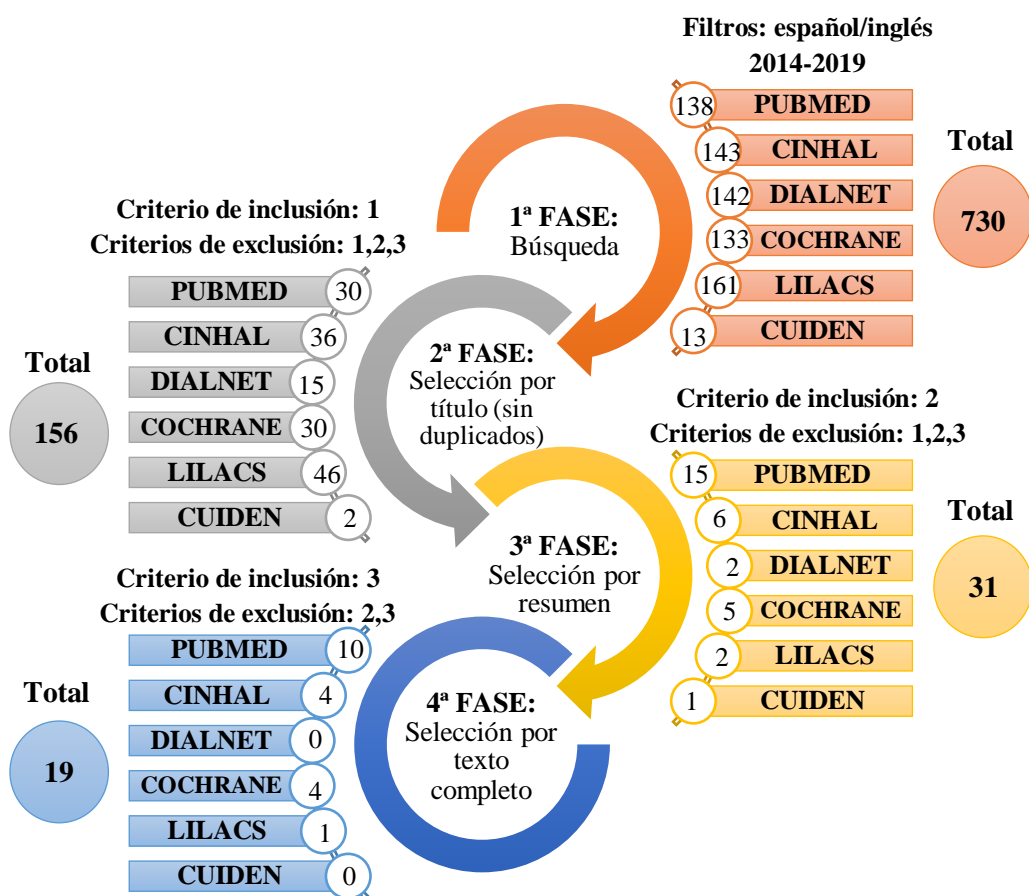 Filtros: español/inglés
2014-2019
138 PUBMED
143 CINHAL
142 DIALNET
133 COCHRANE
161 LILACS
13 CUIDEN
Total
730
1ª FASE:
Búsqueda
Criterio de inclusión: 1
Criterios de exclusión: 1,2,3
PUBMED 30
CINHAL 36
DIALNET 15
COCHRANE 30
LILACS 46
CUIDEN 2
Total
156
2ª FASE:
Selección por
título (sin
duplicados)
Criterio de inclusión: 2
Criterios de exclusión: 1,2,3
15 PUBMED
6 CINHAL
2 DIALNET
5 COCHRANE
2 LILACS
1 CUIDEN
Total
31
3ª FASE:
Selección por
resumen
Criterio de inclusión: 3
Criterios de exclusión: 2,3
PUBMED 10
CINHAL 4
DIALNET 0
COCHRANE 4
LILACS 1
CUIDEN 0
Total
19
4ª FASE:
Selección por
texto
completo